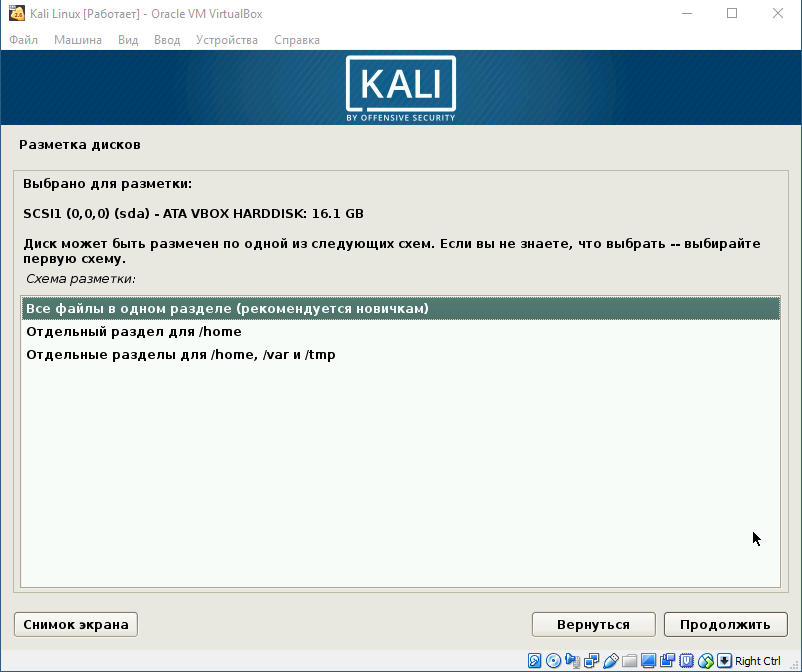 Kali Linux [Работает] - Oracle VM VirtualBox
Файл Машина Вид Ввод Устройства Справка
KALI
BY OFFENSIVE SECURITY
Разметка дисков
Выбрано для разметки:
SCSI1 (0,0,0) (sda) - ATA VBOX HARDDISK: 16.1 GB
Диск может быть размечен по одной из следующих схем. Если вы не знаете, что выбрать -- выбирайте
первую схему.
Схема разметки:
Все файлы в одном разделе (рекомендуется новичкам)
Отдельный раздел для /home
Отдельные разделы для /home, /var и /tmp
Снимок экрана Вернуться Продолжить
Right Ctrl